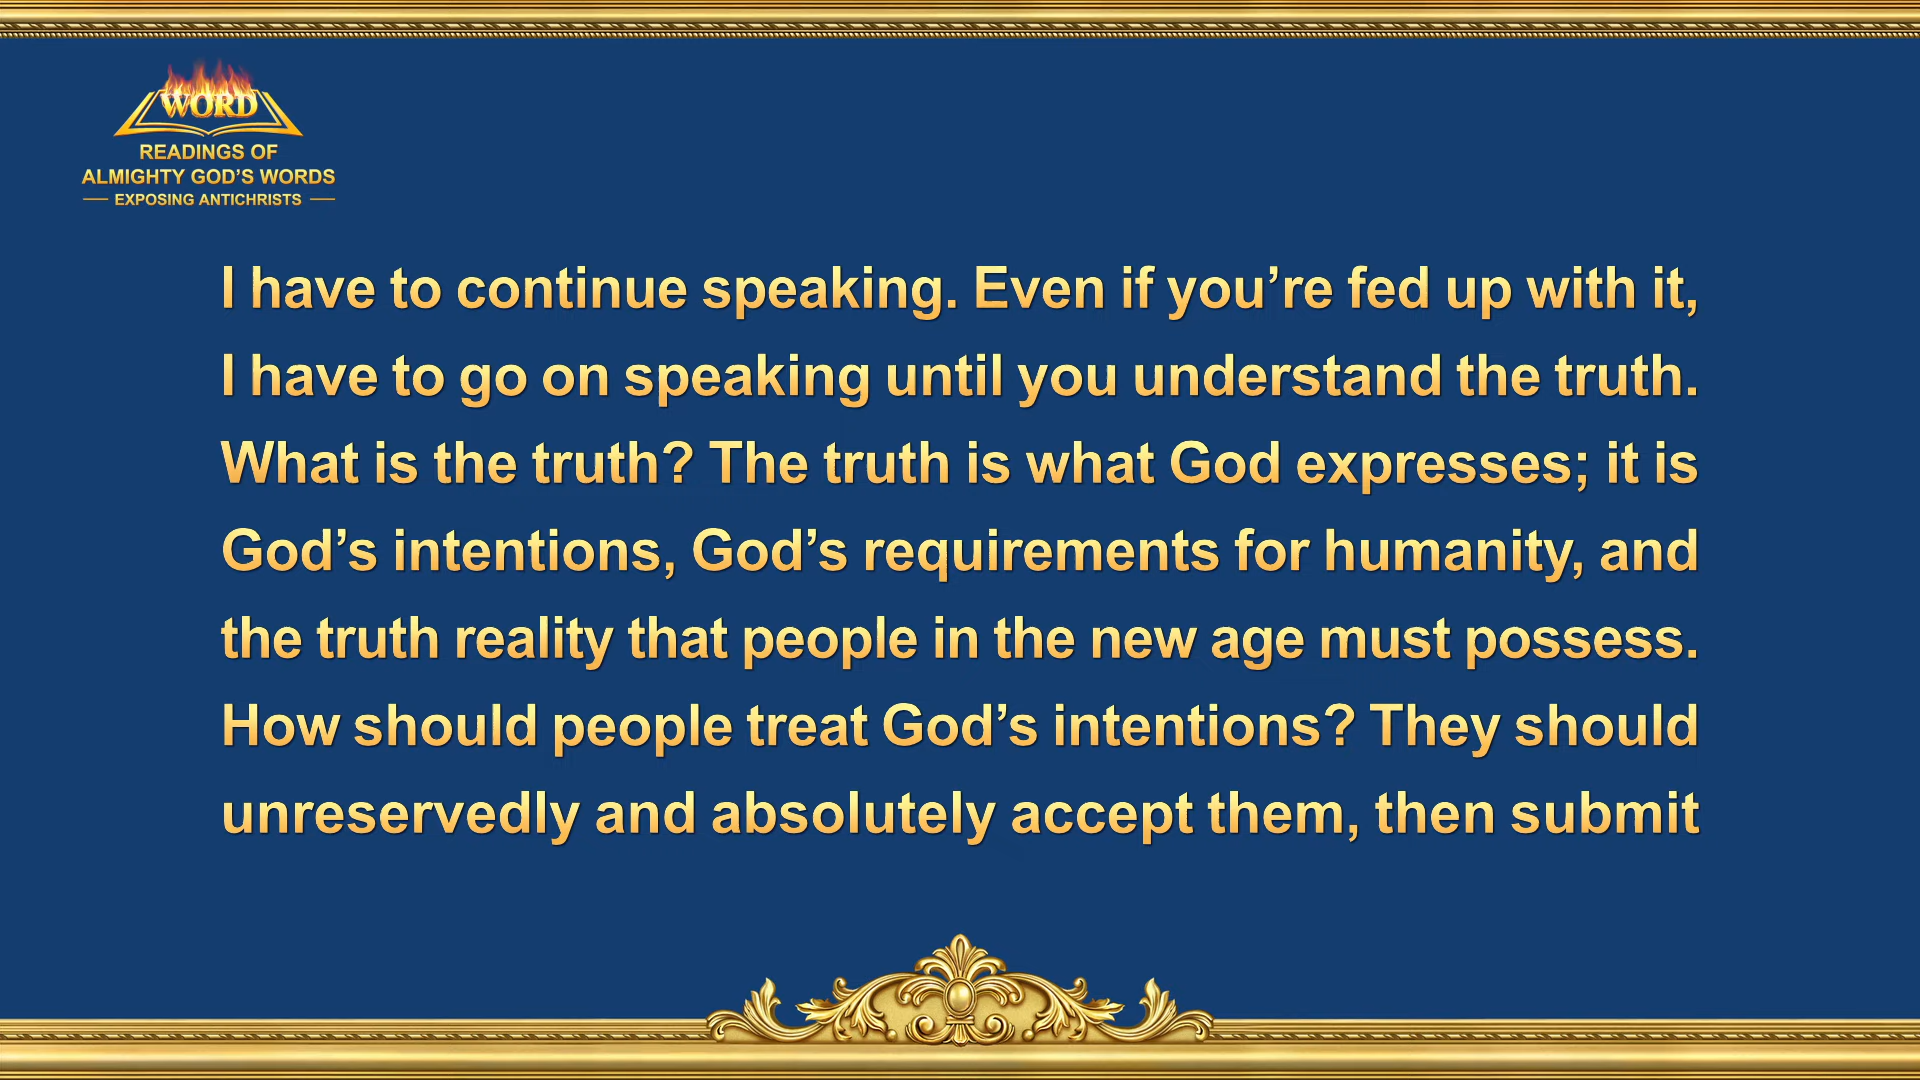 WORD
READINGS OF
ALMIGHTY GOD'S WORDS
— EXPOSING ANTICHRISTS —
I have to continue speaking. Even if you’re fed up with it,
I have to go on speaking until you understand the truth.
What is the truth? The truth is what God expresses; it is
God’s intentions, God’s requirements for humanity, and
the truth reality that people in the new age must possess.
How should people treat God’s intentions? They should
unreservedly and absolutely accept them, then submit